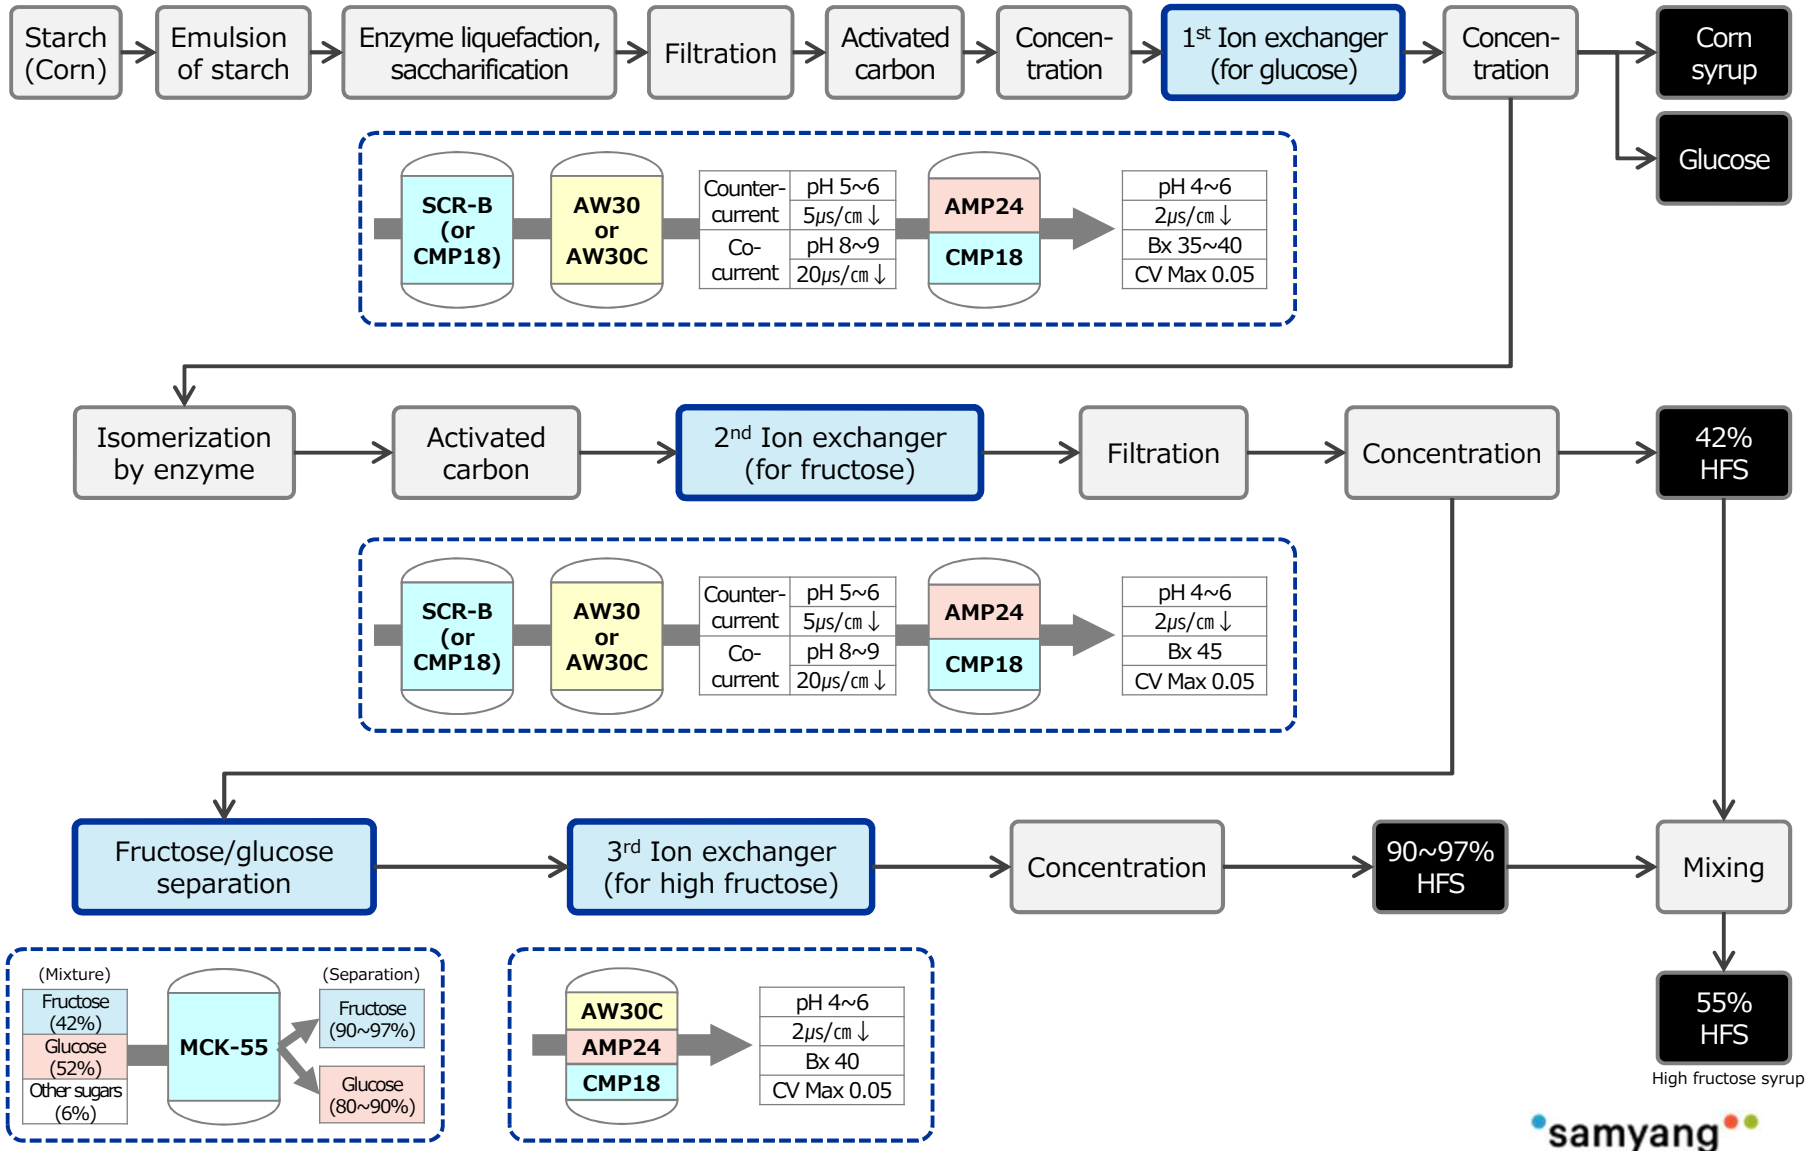 Starch
(Corn)
Emulsion
of starch
Enzyme liquefaction,
saccharification
Filtration
Activated
carbon
Concen-
tration
1st Ion exchanger
(for glucose)
Concen-
tration
Corn
syrup
Glucose
SCR-B
(or
CMP18)
AW30
or
AW30C
Counter-
current
pH 5~6
5㎲/㎝ ↓
Co-
current
pH 8~9
20㎲/㎝ ↓
AMP24
CMP18
pH 4~6
2㎲/㎝ ↓
Bx 35~40
CV Max 0.05
Isomerization
by enzyme
Activated
carbon
2nd Ion exchanger
(for fructose)
Filtration
Concentration
42%
HFS
SCR-B
(or
CMP18)
AW30
or
AW30C
Counter-
current
pH 5~6
5㎲/㎝ ↓
Co-
current
pH 8~9
20㎲/㎝ ↓
AMP24
CMP18
pH 4~6
2㎲/㎝ ↓
Bx 45
CV Max 0.05
Fructose/glucose
separation
3rd Ion exchanger
(for high fructose)
Concentration
90~97%
HFS
Mixing
(Mixture)
Fructose
(42%)
Glucose
(52%)
Other sugars
(6%)
MCK-55
(Separation)
Fructose
(90~97%)
Glucose
(80~90%)
AW30C
AMP24
CMP18
pH 4~6
2㎲/㎝ ↓
Bx 40
CV Max 0.05
55%
HFS
High fructose syrup
samyang